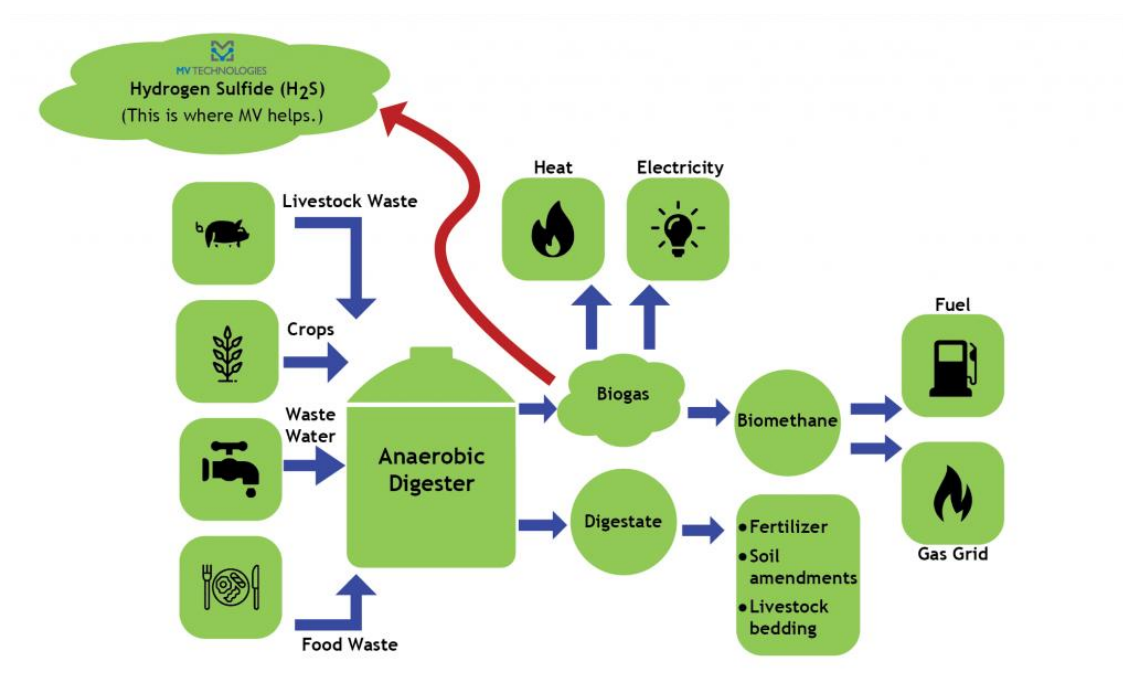 MV TECHNOLOGIES
Hydrogen Sulfide (H2S)
(This is where MV helps.)
Heat
Electricity
Livestock Waste
Fuel
Crops
Biogas
Waste
Water
Biomethane
Anaerobic
Digester
Digestate
•Fertilizer
•Soil
amendments
•Livestock
bedding
Gas Grid
Food Waste